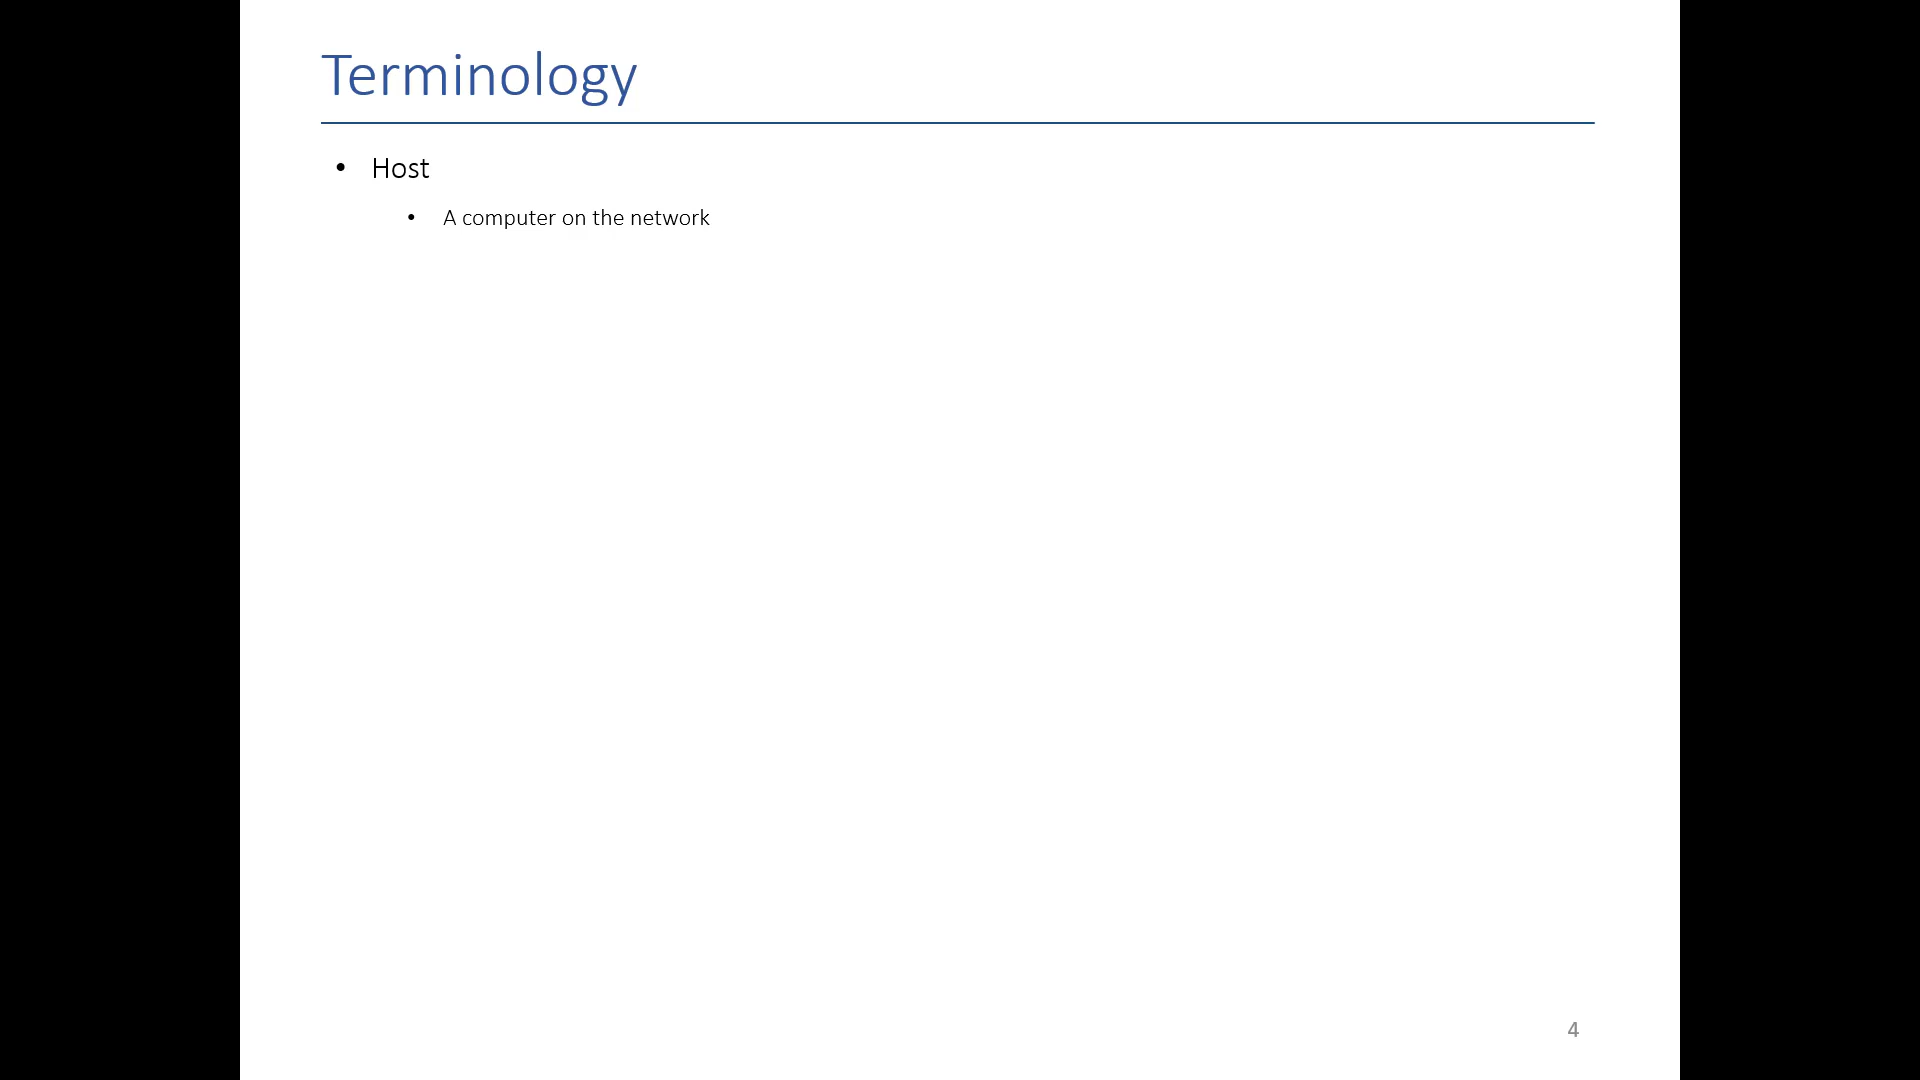 Terminology
• Host
• A computer on the network
4